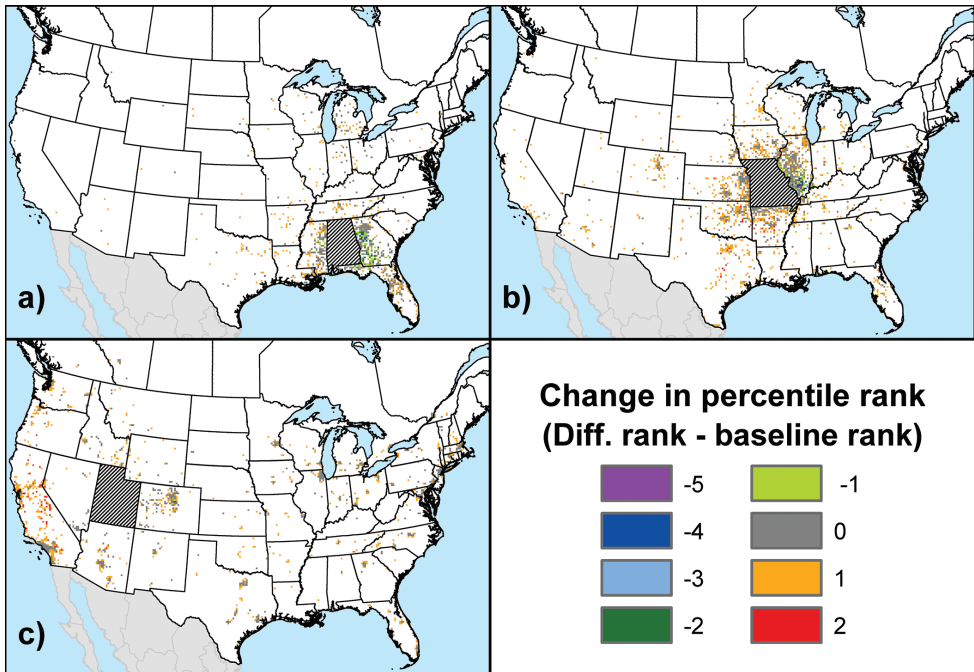 a)
b)
c)
Change in percentile rank
(Diff. rank - baseline rank)
-5 -1
-4 0
-3 1
-2 2